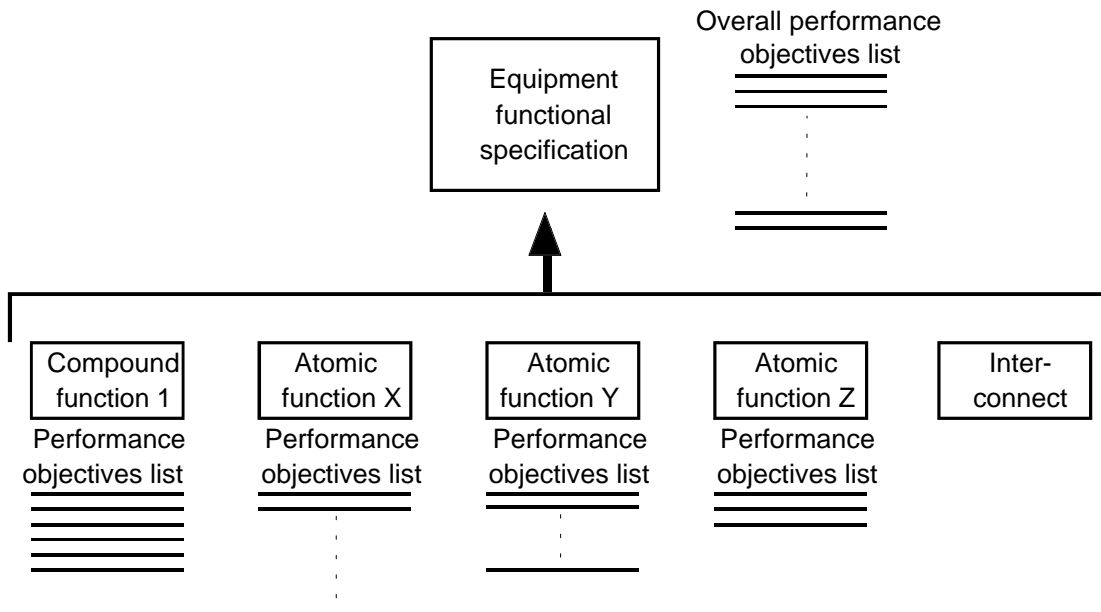 Overall performance
objectives list
Equipment
functional
specification
Compound
function 1
Performance
objectives list
Atomic
function X
Performance
objectives list
Atomic
function Y
Performance
objectives list
Atomic
function Z
Performance
objectives list
Inter-
connect